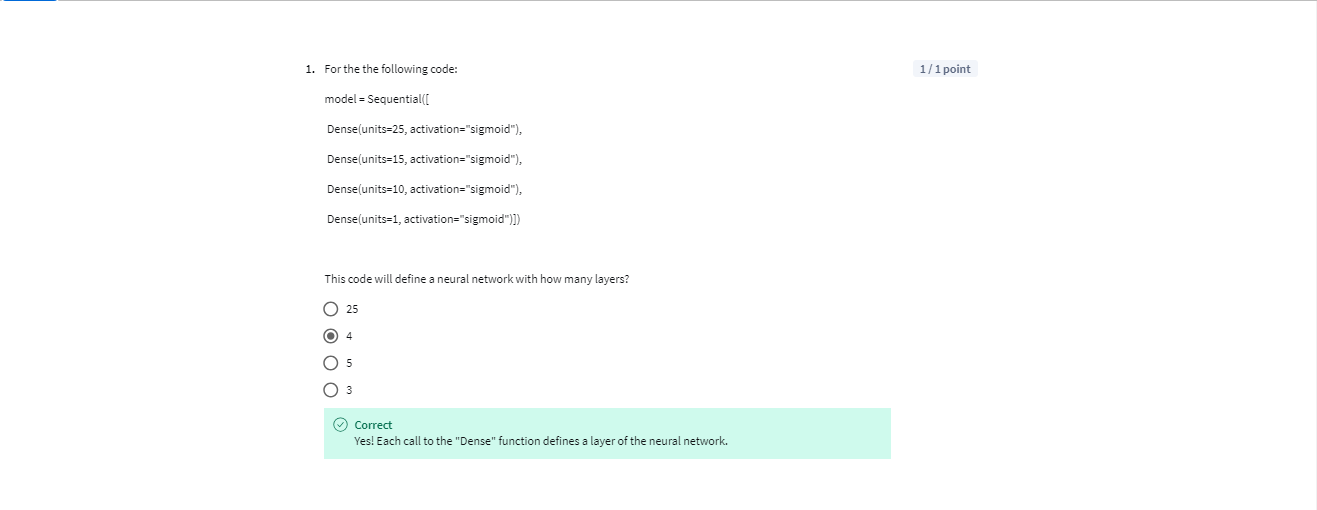 1. For the the following code:
1 / 1 point
model = Sequential([
Dense(units=25, activation="sigmoid"),
Dense(units=15, activation="sigmoid"),
Dense(units=10, activation="sigmoid"),
Dense(units=1, activation="sigmoid")])
This code will define a neural network with how many layers?
25
4
5
3
Correct
Yes! Each call to the "Dense" function defines a layer of the neural network.